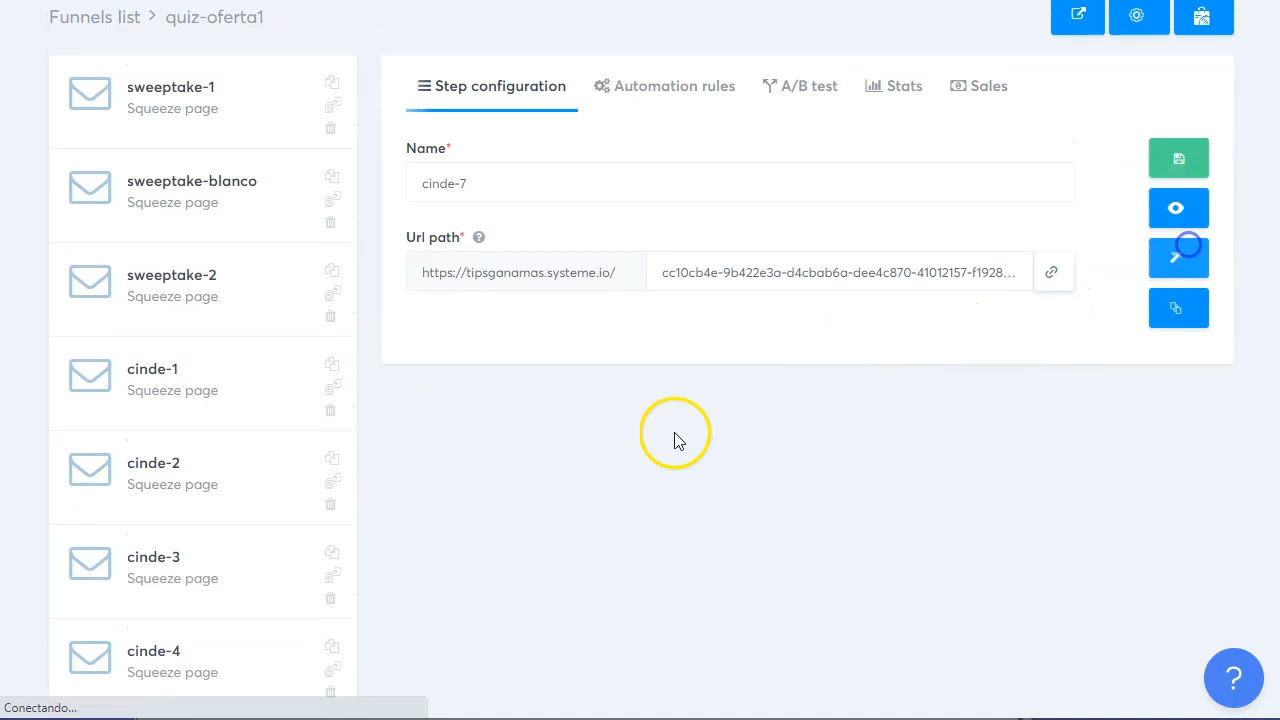 Funnels list > quiz-oferta1
sweeptake-1
Squeeze page
sweeptake-blanco
Squeeze page
sweeptake-2
Squeeze page
cinde-1
Squeeze page
cinde-2
Squeeze page
cinde-3
Squeeze page
cinde-4
Squeeze page
Step configuration Automation rules A/B test Stats Sales
Name*
cinde-7
Url path* ?
https://tipsganamas.systeme.io/ cc10cb4e-9b422e3a-d4cbab6a-dee4c870-41012157-f1928...
?
Conectando...